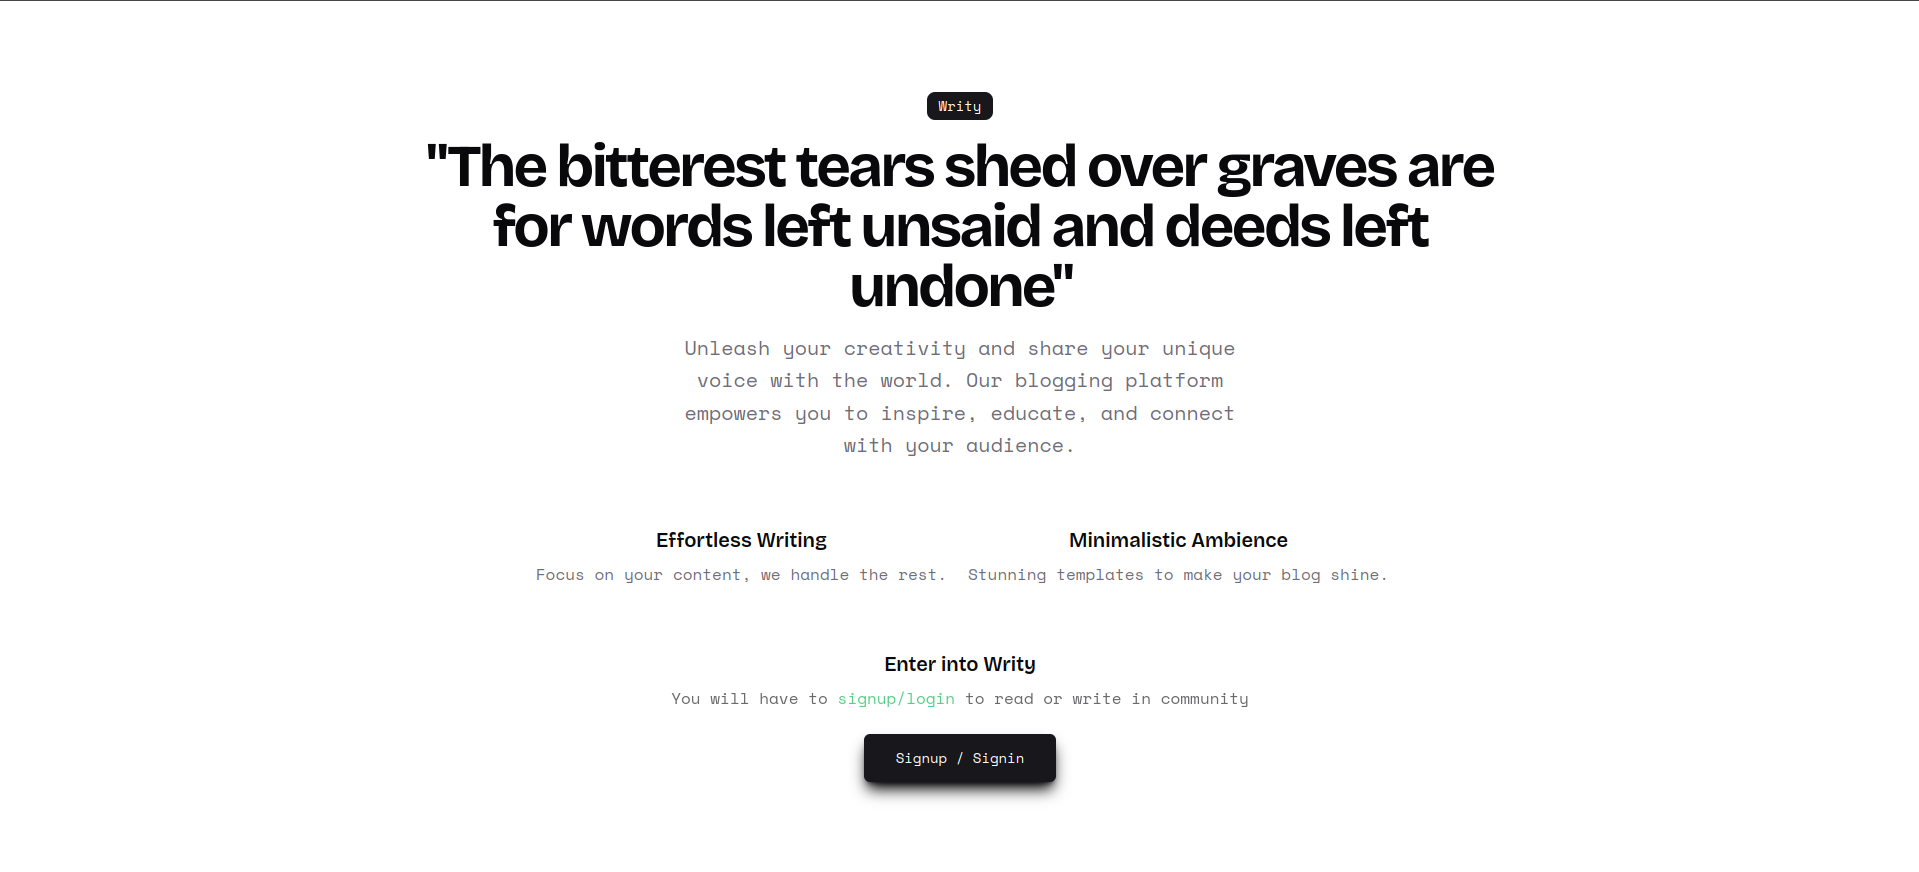 Writy
"The bitterest tears shed over graves are
for words left unsaid and deeds left
undone"
Unleash your creativity and share your unique
voice with the world. Our blogging platform
empowers you to inspire, educate, and connect
with your audience.
Effortless Writing
Focus on your content, we handle the rest.
Minimalistic Ambience
Stunning templates to make your blog shine.
Enter into Writy
You will have to signup/login to read or write in community
Signup / Signin